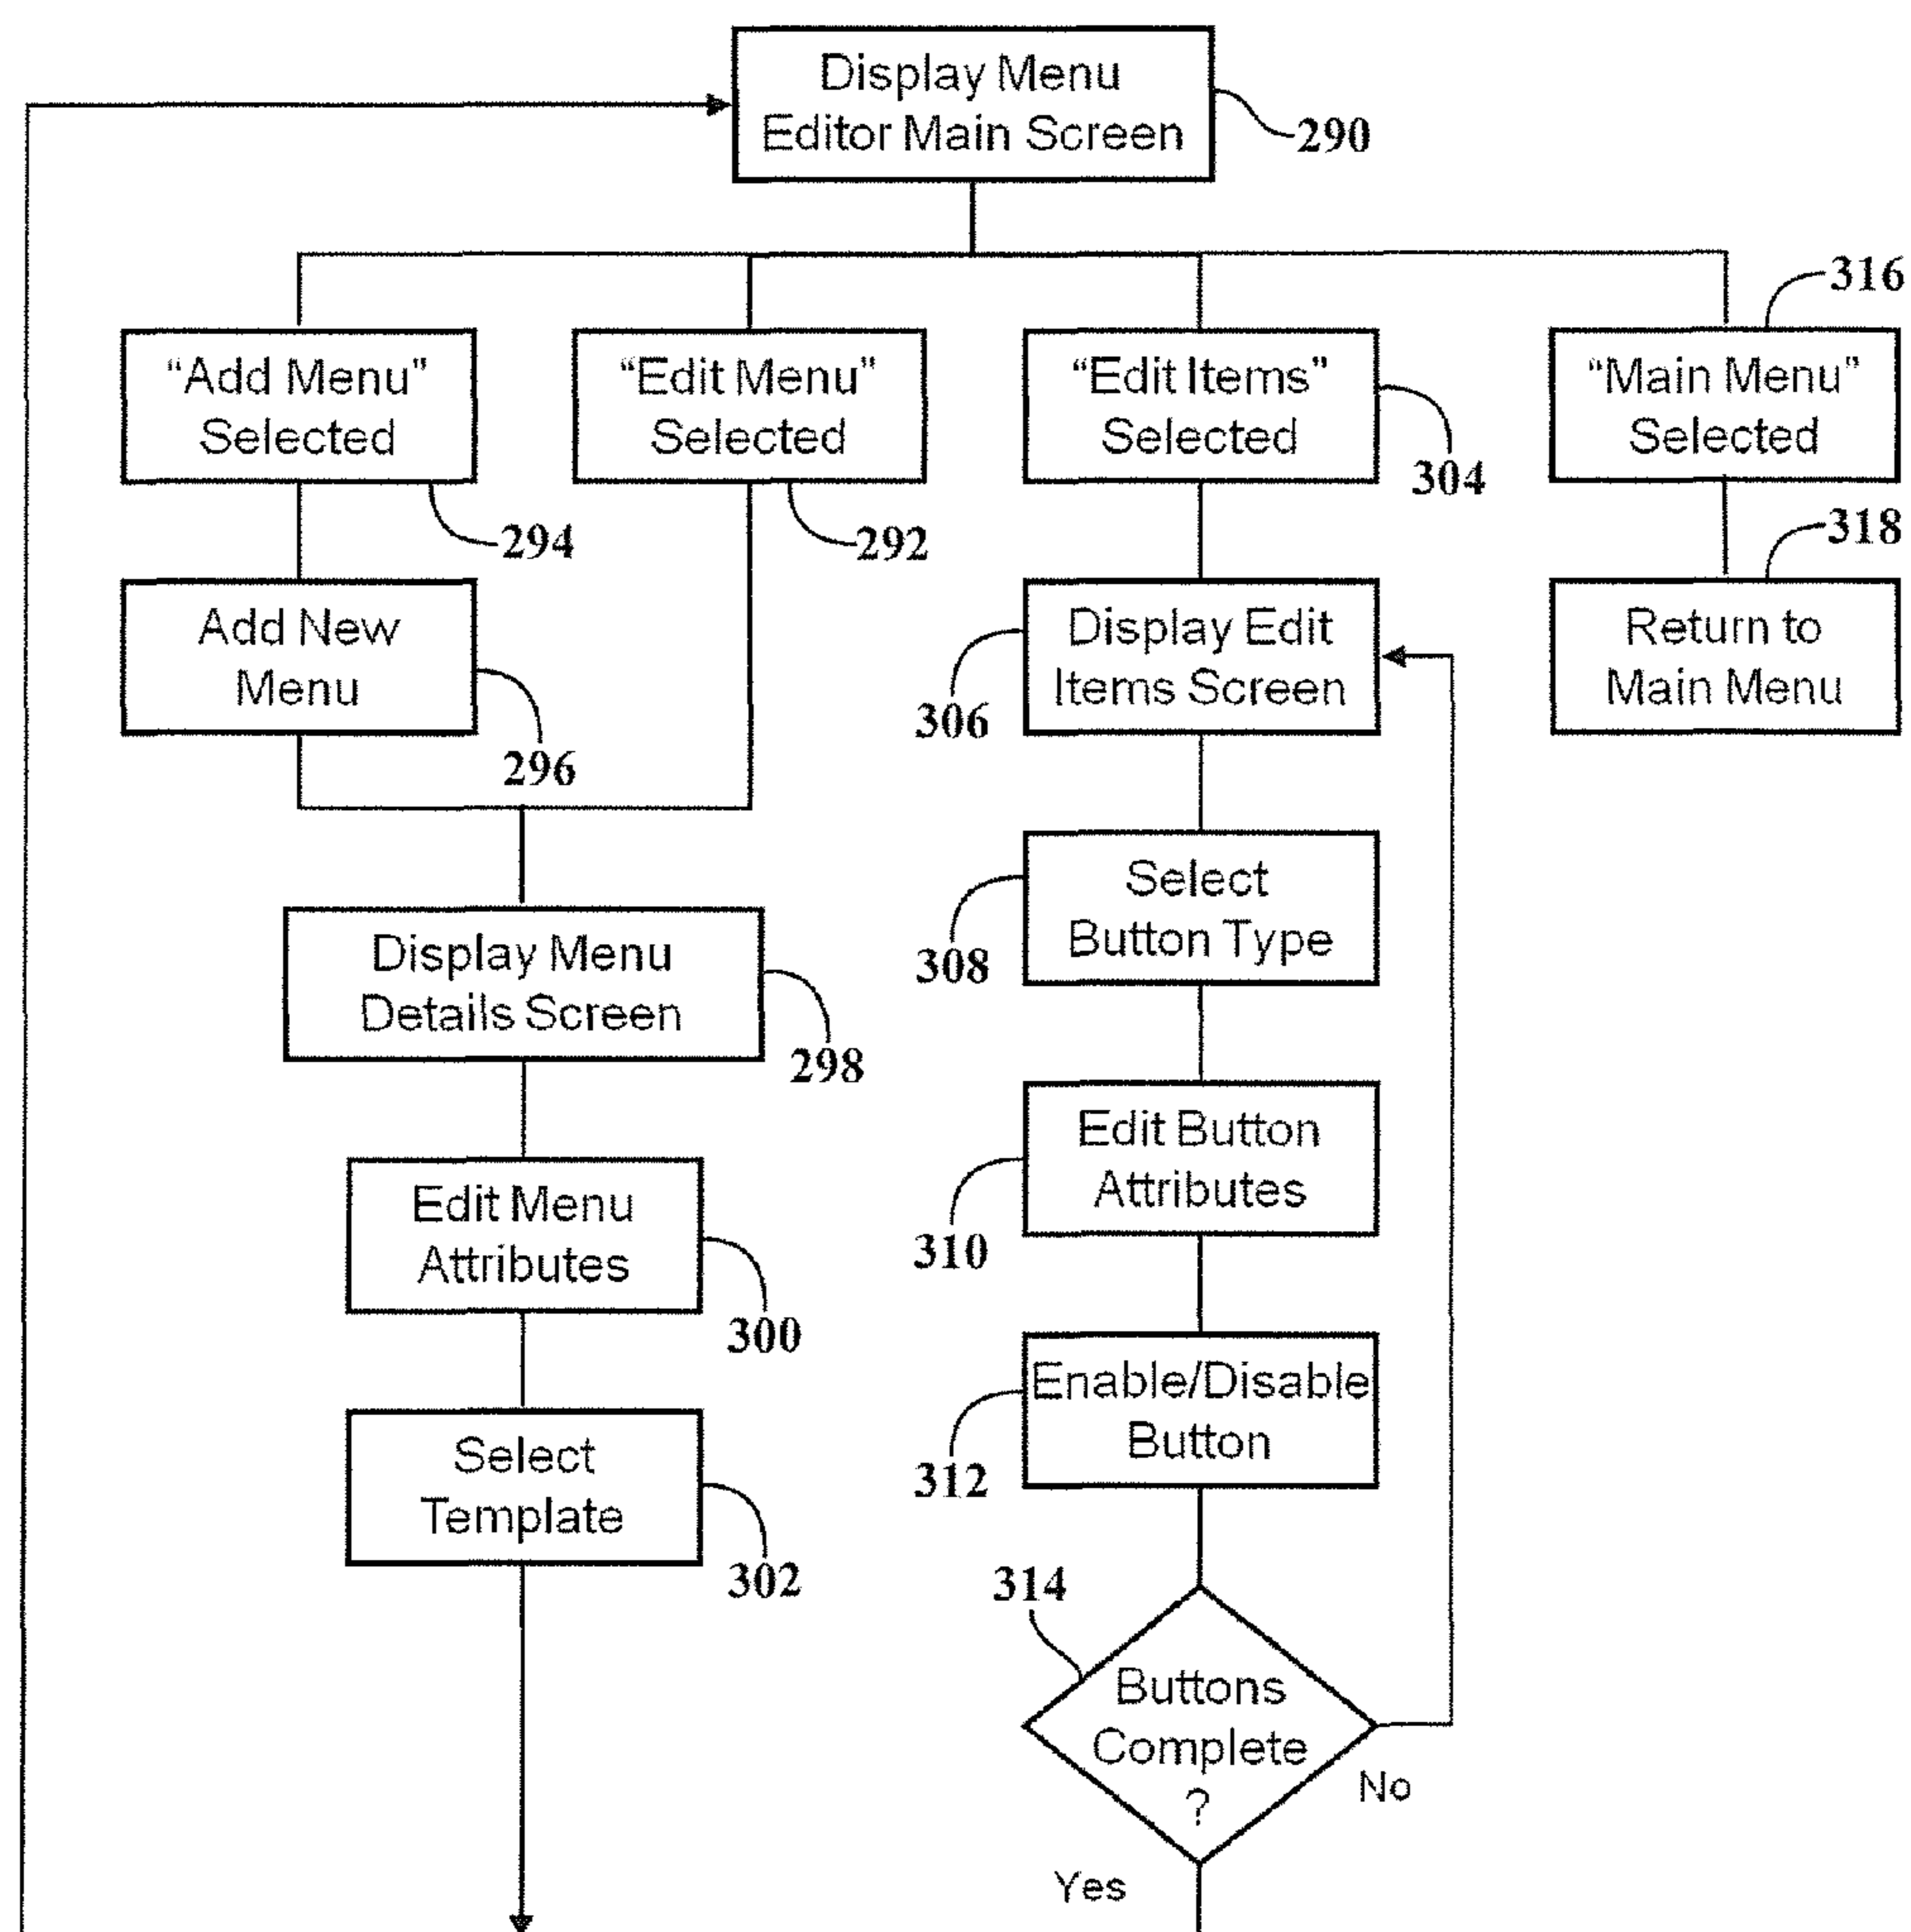 Display Menu
Editor Main Screen
290
316
“Add Menu”
Selected
“Edit Menu”
Selected
“Edit Items”
Selected
“Main Menu”
Selected
304
294
292
318
Add New
Menu
Display Edit
Items Screen
Return to
Main Menu
306
296
Select
Button Type
308
Display Menu
Details Screen
298
Edit Button
Attributes
310
Edit Menu
Attributes
300
Enable/Disable
Button
312
Select
Template
302
314
Buttons
Complete
?
No
Yes